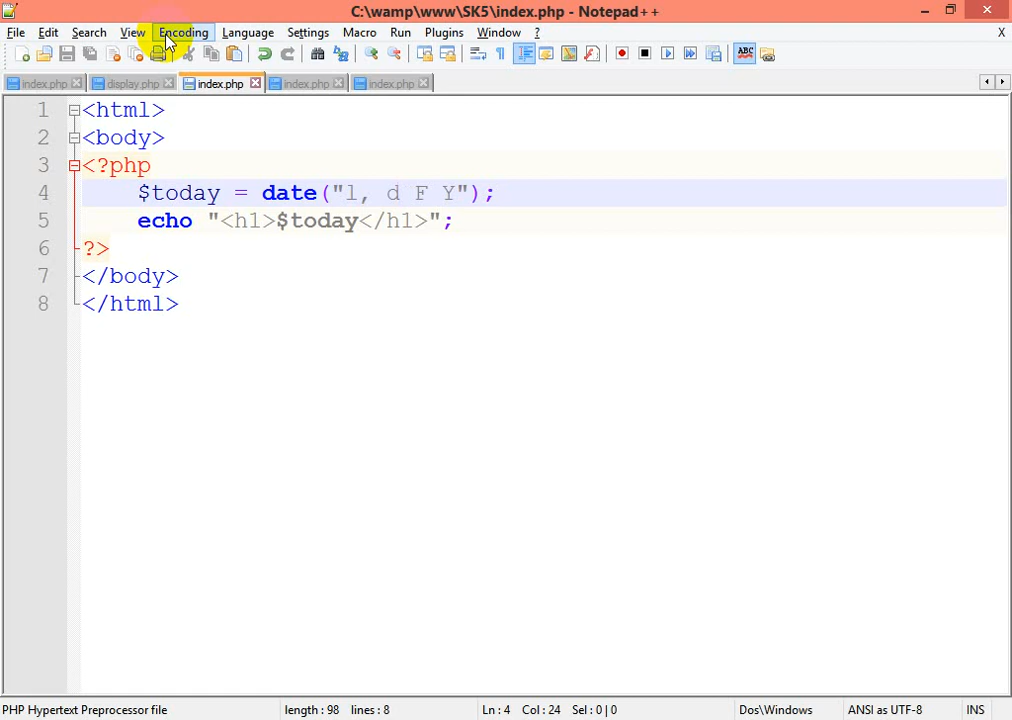 C:\wamp\www\SK5\index.php - Notepad++
File Edit Search View Encoding Language Settings Macro Run Plugins Window ? X
ABC
index.php display.php index.php index.php index.php
1 <html>
2 <body>
3 <?php
4 $today = date("l, d F Y");
5 echo "<h1>$today</h1>";
6 ?>
7 </body>
8 </html>
PHP Hypertext Preprocessor file length : 98 lines : 8 Ln : 4 Col : 24 Sel : 0 | 0 Dos\Windows ANSI as UTF-8 INS